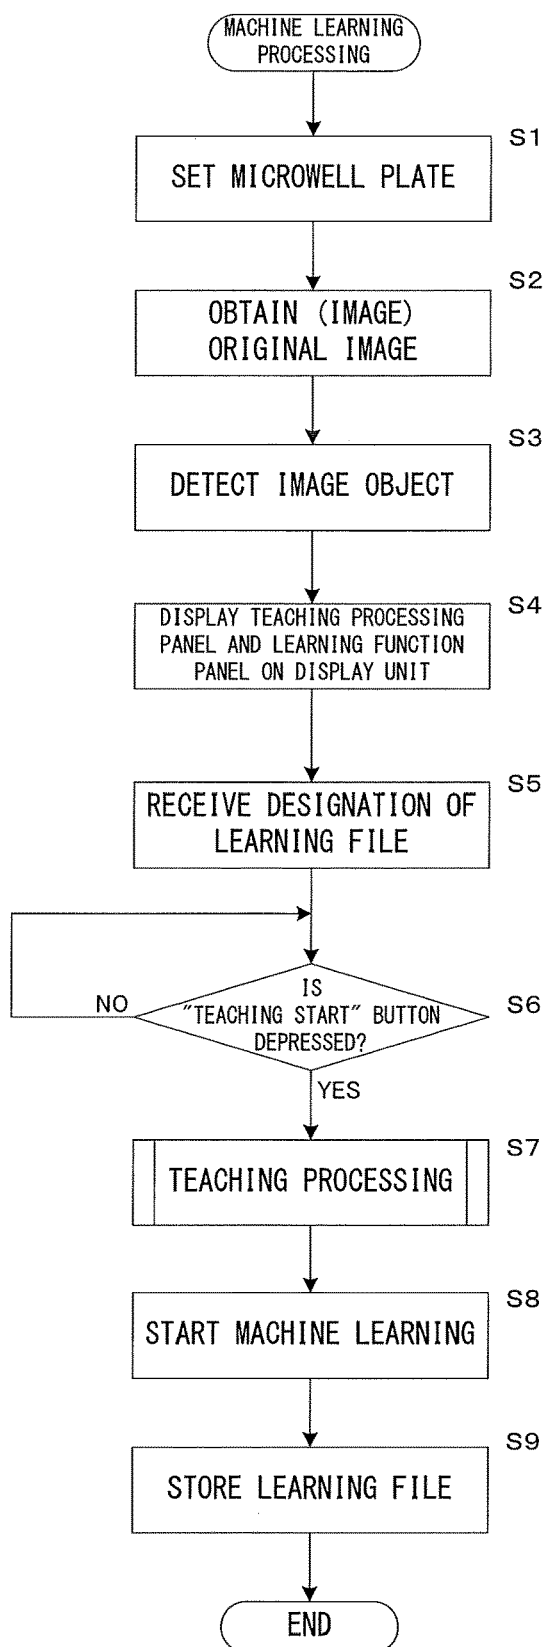 MACHINE LEARNING
PROCESSING
S1
SET MICROWELL PLATE
S2
OBTAIN (IMAGE)
ORIGINAL IMAGE
S3
DETECT IMAGE OBJECT
S4
DISPLAY TEACHING PROCESSING
PANEL AND LEARNING FUNCTION
PANEL ON DISPLAY UNIT
S5
RECEIVE DESIGNATION OF
LEARNING FILE
IS
"TEACHING START" BUTTON
DEPRESSED?
NO
S6
YES
S7
TEACHING PROCESSING
S8
START MACHINE LEARNING
S9
STORE LEARNING FILE
END